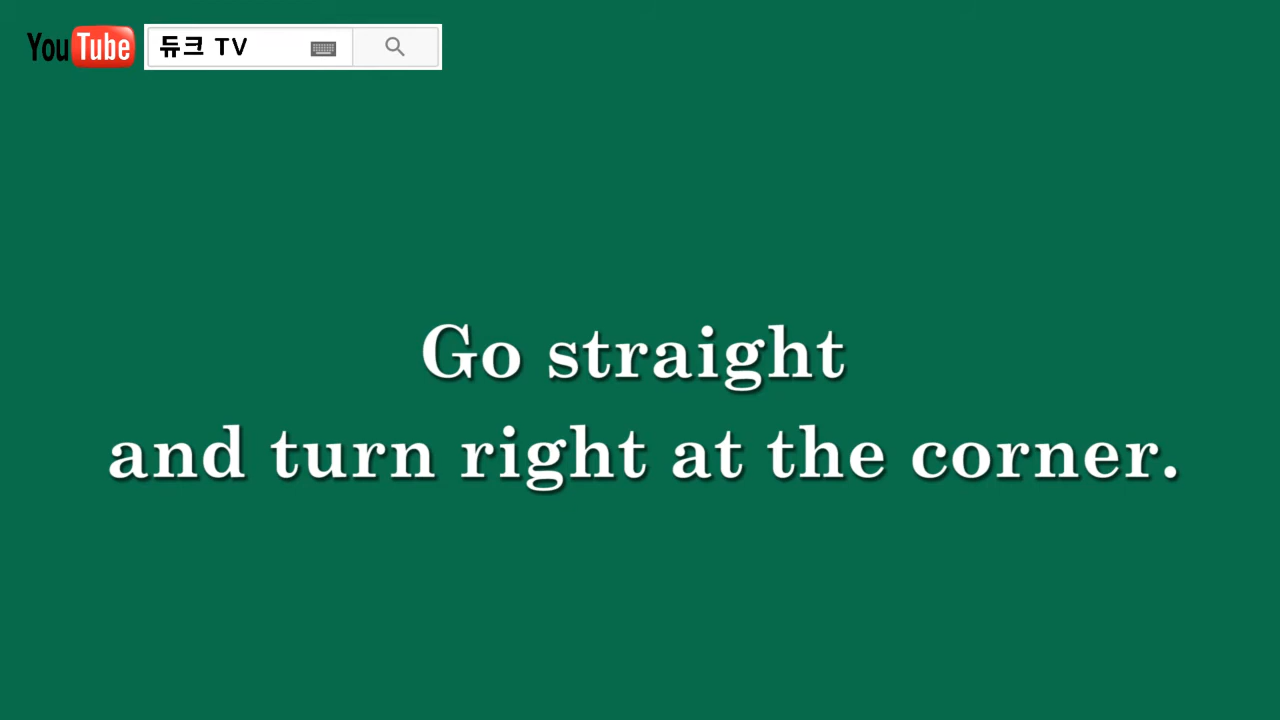 YouTube 듀크 TV
Go straight
and turn right at the corner.